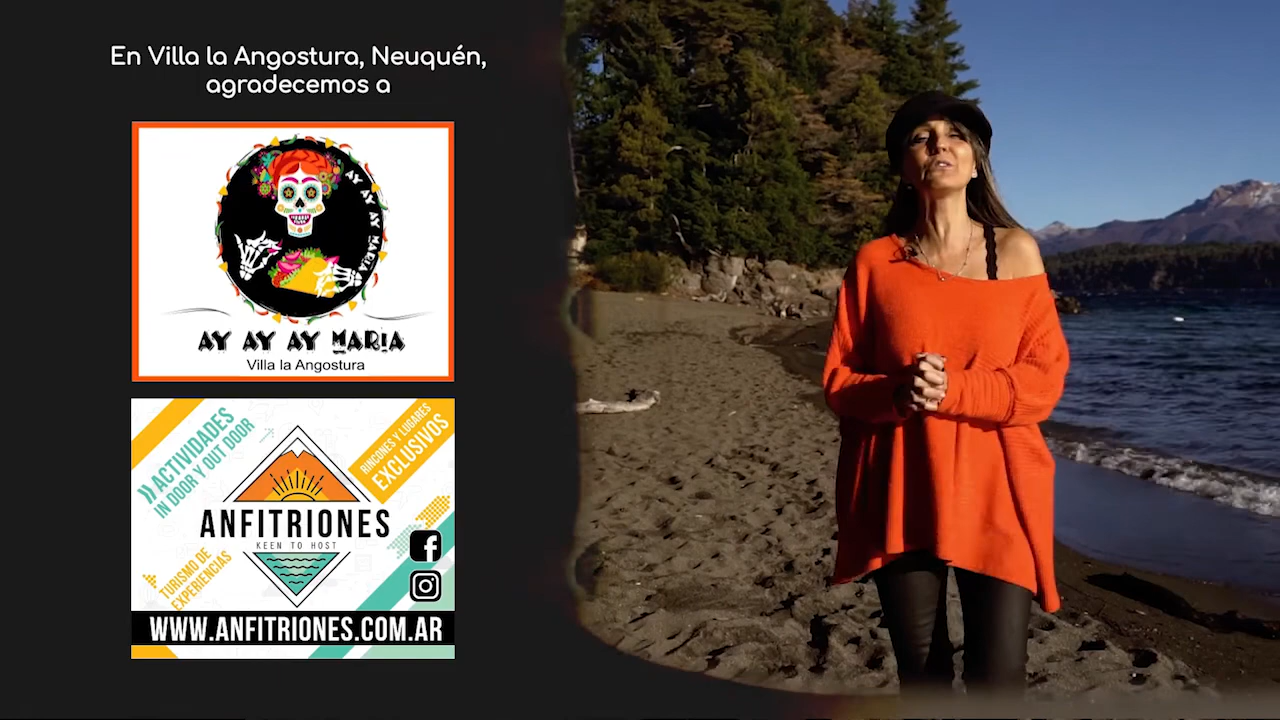 En Villa la Angostura, Neuquén,
agradecemos a
AY AY AY MARIA
AY AY AY MARIA
Villa la Angostura
ACTIVIDADES
IN DOOR Y OUT DOOR
RINCONES Y LUGARES
EXCLUSIVOS
ANFITRIONES
KEEN TO HOST
TURISMO DE
EXPERIENCIAS
WWW.ANFITRIONES.COM.AR